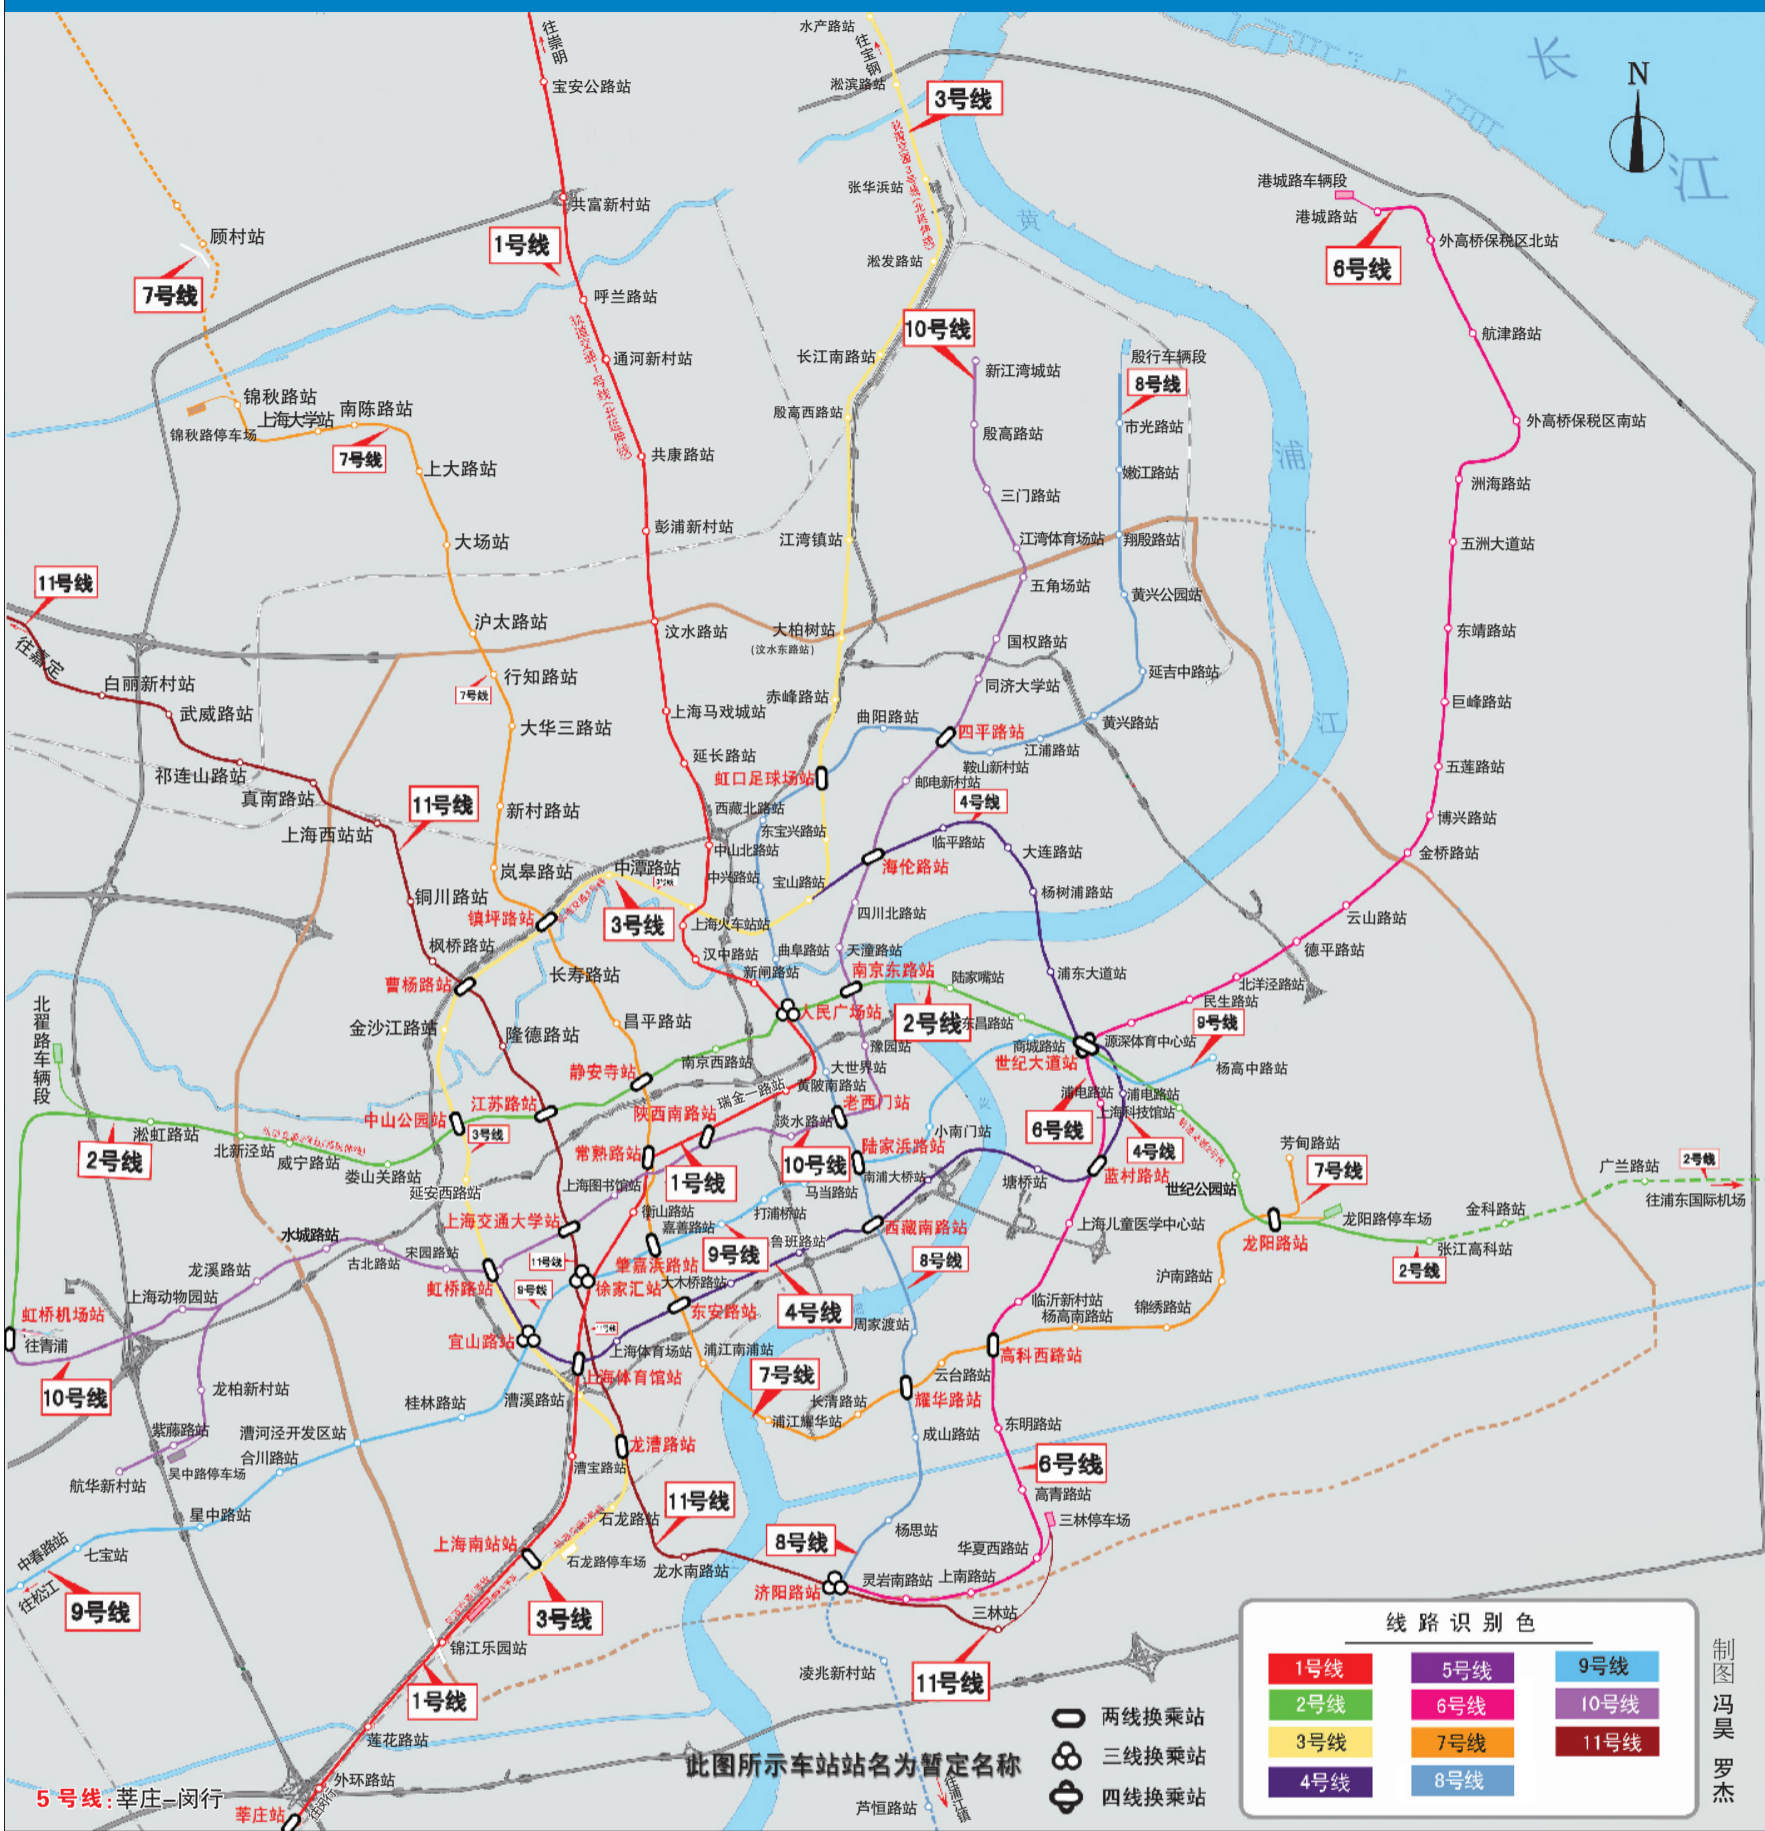 水产路站
往崇明
往宝钢
长江
宝安公路站
淞滨路站
3号线
N
张华浜站
港城路车辆段
港城路站
共富新村站
顾村站
1号线
黄
外高桥保税区北站
淞发路站
6号线
7号线
呼兰路站
10号线
航津路站
通河新村站
长江南路站
新江湾城站
殷行车辆段
8号线
锦秋路站
南陈路站
上海大学站
殷高西路站
外高桥保税区南站
锦秋路停车场
殷高路站
市光路站
浦
7号线
共康路站
上大路站
嫩江路站
洲海路站
三门路站
彭浦新村站
大场站
江湾镇站
江湾体育场站
翔殷路站
五洲大道站
11号线
五角场站
黄兴公园站
沪太路站
汶水路站
大柏树站
(汶水东路站)
国权路站
东靖路站
往嘉定
白丽新村站
行知路站
7号线
延吉中路站
同济大学站
武威路站
大华三路站
上海马戏城站
赤峰路站
曲阳路站
四平路站
黄兴路站
巨峰路站
江
祁连山路站
延长路站
虹口足球场站
江浦路站
鞍山新村站
邮电新村站
五莲路站
真南路站
11号线
新村路站
西藏北路站
4号线
上海西站站
东宝兴路站
临平路站
博兴路站
中山北路站
大连路站
金桥路站
岚皋路站
中潭路站
3号线
海伦路站
中兴路站
宝山路站
杨树浦路站
铜川路站
镇坪路站
3号线
上海火车站站
四川北路站
云山路站
枫桥路站
汉中路站
曲阜路站
天潼路站
德平路站
曹杨路站
长寿路站
新闸路站
南京东路站
陆家嘴站
浦东大道站
北洋泾路站
北翟路车辆段
金沙江路站
隆德路站
昌平路站
人民广场站
2号线
东昌路站
民生路站
9号线
商城路站
源深体育中心站
豫园站
世纪大道站
杨高中路站
静安寺站
南京西路站
大世界站
黄陂南路站
江苏路站
陕西南路站
瑞金一路站
老西门站
浦电路站
浦电路站
上海科技馆站
中山公园站
淡水路站
6号线
淞虹路站
3号线
小南门站
4号线
芳甸路站
2号线
北新泾站
威宁路站
常熟路站
10号线
陆家浜路站
7号线
广兰路站
2号线
娄山关路站
1号线
南浦大桥站
塘桥站
蓝村路站
世纪公园站
往浦东国际机场
延安西路站
上海图书馆站
马当路站
上海交通大学站
衡山路站
打浦桥站
西藏南路站
上海儿童医学中心站
龙阳路停车场
金科路站
水城路站
嘉善路站
鲁班路站
龙阳路站
张江高科站
宋园路站
古北路站
11号线
9号线
8号线
2号线
龙溪路站
虹桥路站
9号线
肇嘉浜路站
徐家汇站
大木桥路站
沪南路站
上海动物园站
虹桥机场站
往青浦
宜山路站
东安路站
4号线
周家渡站
临沂新村站
杨高南路站
锦绣路站
上海体育场站
浦江南浦站
高科西路站
10号线
龙柏新村站
上海体育馆站
7号线
云台路站
漕溪路站
长清路站
耀华路站
桂林路站
浦江耀华站
东明路站
紫藤路站
漕河泾开发区站
成山路站
龙漕路站
合川路站
漕宝路站
6号线
吴中路停车场
航华新村站
高青路站
11号线
星中路站
石龙路站
三林停车场
杨思站
8号线
中春路站
七宝站
上海南站站
石龙路停车场
华夏西路站
龙水南路站
往松江
9号线
济阳路站
灵岩南路站
上南路站
3号线
三林站
锦江乐园站
凌兆新村站
11号线
1号线
莲花路站
外环路站
此图所示车站站名为暂定名称
5号线:莘庄-闵行
莘庄站
往闵行
芦恒路站
往浦江镇
两线换乘站
三线换乘站
四线换乘站
线路识别色
1号线
5号线
9号线
2号线
6号线
10号线
3号线
7号线
11号线
4号线
8号线
制图 冯昊 罗杰